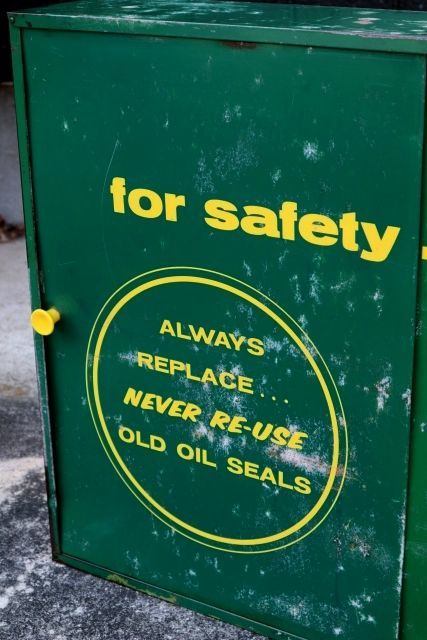 for safety .
ALWAYS
REPLACE...
NEVER RE-USE
OLD OIL SEALS